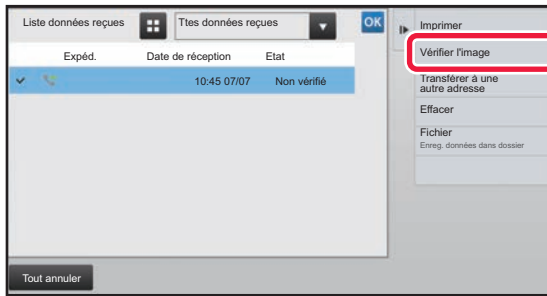 Liste données reçues
Ttes données reçues
OK
Expéd.
Date de réception
Etat
10:45 07/07
Non vérifié
Tout annuler
Imprimer
Vérifier l'image
Transférer à une
autre adresse
Effacer
Fichier
Enreg. données dans dossier